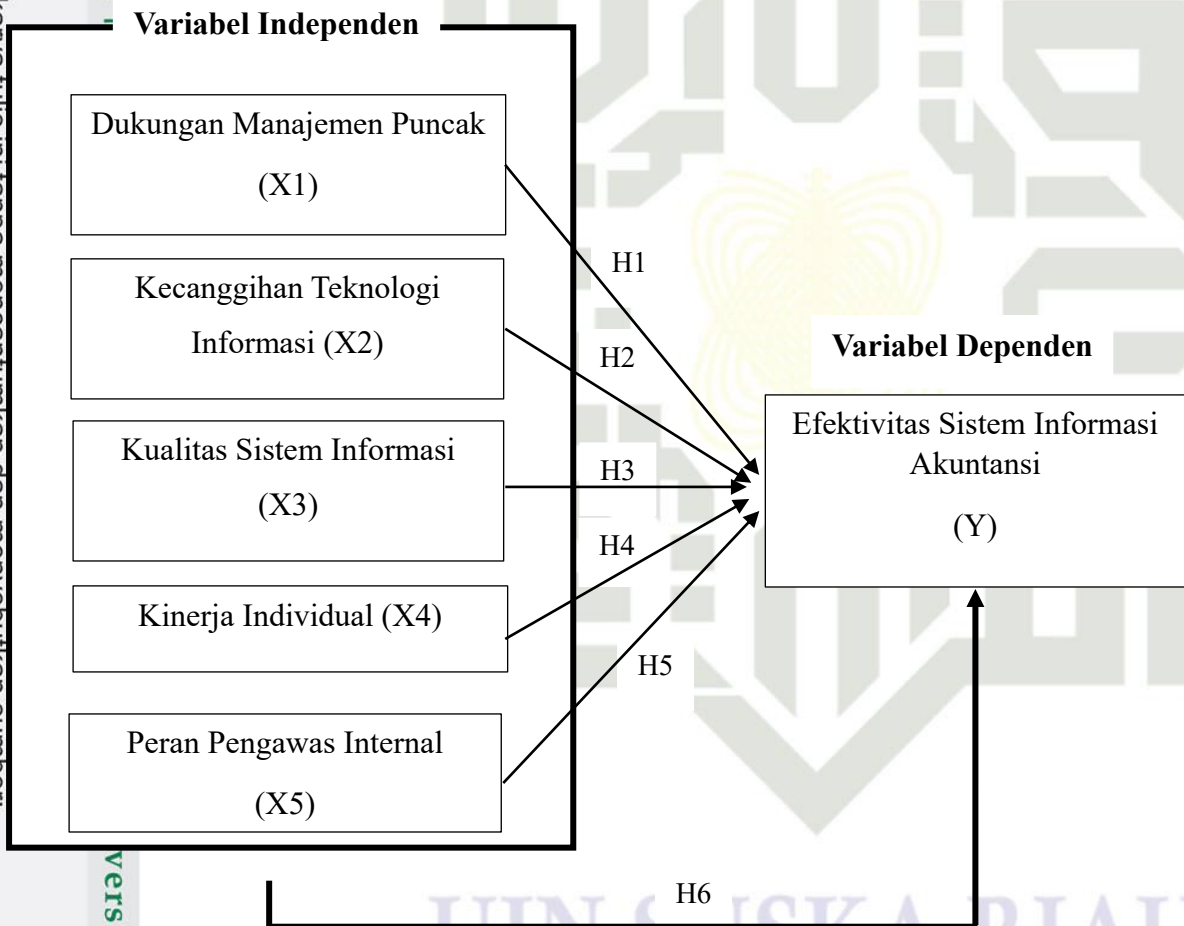 Variabel Independen
Dukungan Manajemen Puncak
(X1)
Kecanggihan Teknologi
Informasi (X2)
Kualitas Sistem Informasi
(X3)
Kinerja Individual (X4)
Peran Pengawas Internal
(X5)
H1
H2
H3
H4
H5
Variabel Dependen
Efektivitas Sistem Informasi
Akuntansi
(Y)
H6
vers